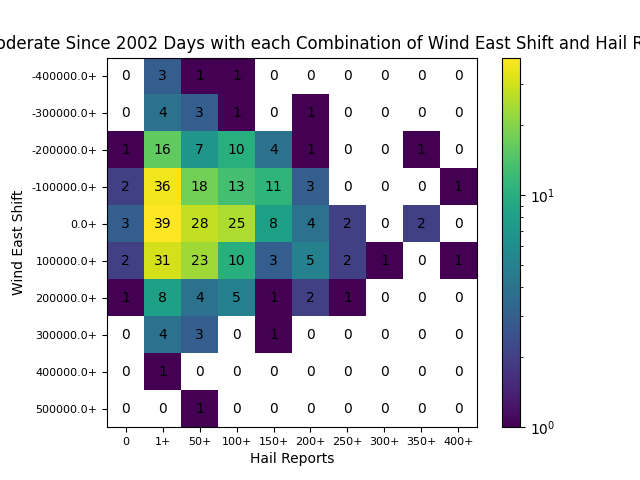 oderate Since 2002 Days with each Combination of Wind East Shift and Hail R
-400000.0+ 0 3 1 1 0 0 0 0 0 0
-300000.0+ 0 4 3 1 0 1 0 0 0 0
-200000.0+ 1 16 7 10 4 1 0 0 1 0
-100000.0+ 2 36 18 13 11 3 0 0 0 1
0.0+ 3 39 28 25 8 4 2 0 2 0
100000.0+ 2 31 23 10 3 5 2 1 0 1
200000.0+ 1 8 4 5 1 2 1 0 0 0
300000.0+ 0 4 3 0 1 0 0 0 0 0
400000.0+ 0 1 0 0 0 0 0 0 0 0
500000.0+ 0 0 1 0 0 0 0 0 0 0
0 1+ 50+ 100+ 150+ 200+ 250+ 300+ 350+ 400+
Hail Reports
Wind East Shift
10¹
10⁰